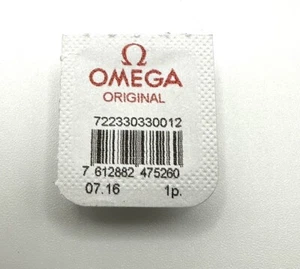 Ω
OMEGA
ORIGINAL
722330330012
7 612882 475260
07.16 1p.